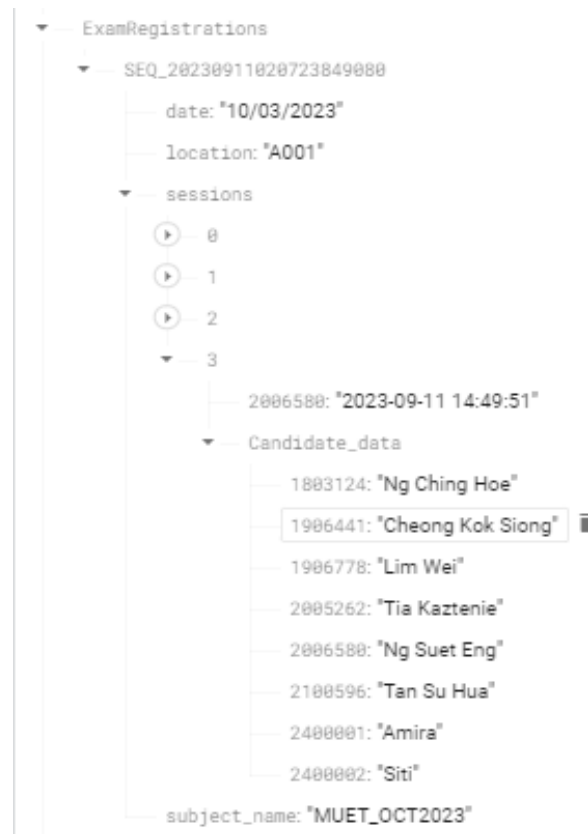 ExamRegistrations
SEQ_20230911020723849080
date: "10/03/2023"
location: "A001"
sessions
0
1
2
3
2006580: "2023-09-11 14:49:51"
Candidate_data
1803124: "Ng Ching Hoe"
1906441: "Cheong Kok Siong"
1906778: "Lim Wei"
2005262: "Tia Kaztenie"
2006580: "Ng Suet Eng"
2100596: "Tan Su Hua"
2400001: "Amira"
2400002: "Siti"
subject_name: "MUET_OCT2023"